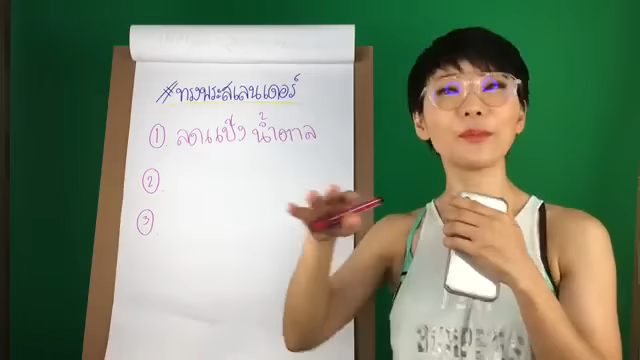 #ทรงพระสเลนเดอร์
① ลดแป้ง น้ำตาล
②
③